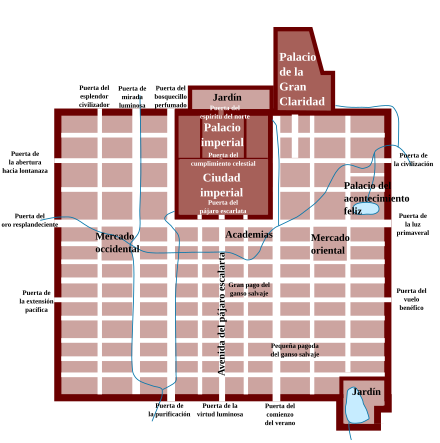 Palacio
de la
Gran
Claridad
Puerta del
esplendor
civilizador
Puerta de
mirada
luminosa
Puerta del
bosquecillo
perfumado
Jardín
Puerta del
espíritu del norte
Palacio
imperial
Puerta del
cumplimiento celestial
Ciudad
imperial
Puerta del
pájaro escarlata
Puerta de
la abertura
hacia lontanaza
Puerta de
la civilización
Palacio del
acontecimiento
feliz
Puerta del
oro resplandeciente
Puerta de
la luz
primaveral
Mercado
occidental
Academias
Mercado
oriental
Avenida del pájaro escalarta
Gran pago del
ganso salvaje
Puerta de
la extensión
pacífica
Puerta del
vuelo
benéfico
Pequeña pagoda
del ganso salvaje
Jardín
Puerta de
la purificación
Puerta de la
virtud luminosa
Puerta del
comienzo
del verano